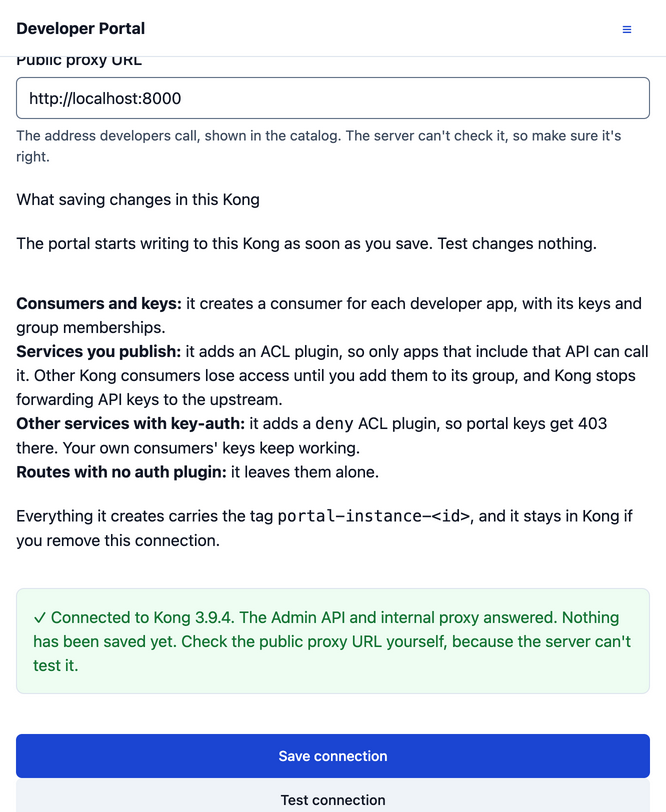 Developer Portal
≡
Public proxy URL
http://localhost:8000
The address developers call, shown in the catalog. The server can't check it, so make sure it's
right.
What saving changes in this Kong
The portal starts writing to this Kong as soon as you save. Test changes nothing.
Consumers and keys: it creates a consumer for each developer app, with its keys and
group memberships.
Services you publish: it adds an ACL plugin, so only apps that include that API can call
it. Other Kong consumers lose access until you add them to its group, and Kong stops
forwarding API keys to the upstream.
Other services with key-auth: it adds a deny ACL plugin, so portal keys get 403
there. Your own consumers' keys keep working.
Routes with no auth plugin: it leaves them alone.
Everything it creates carries the tag portal-instance-<id>, and it stays in Kong if
you remove this connection.
✓ Connected to Kong 3.9.4. The Admin API and internal proxy answered. Nothing
has been saved yet. Check the public proxy URL yourself, because the server can't
test it.
Save connection
Test connection